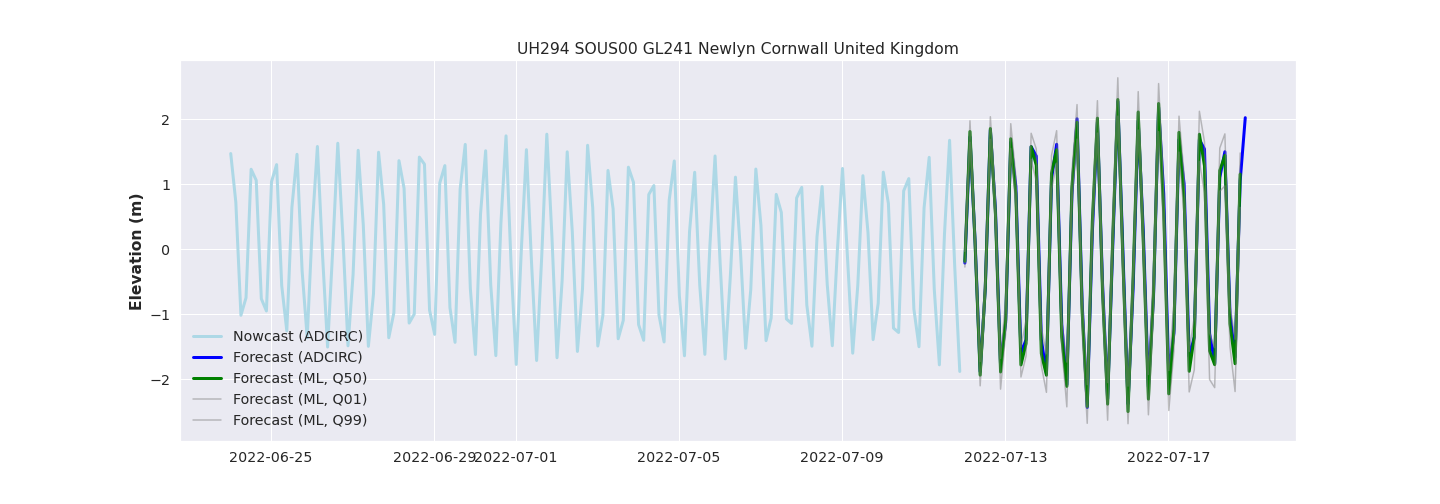 UH294 SOUS00 GL241 Newlyn Cornwall United Kingdom
Elevation (m)
2
1
0
−1
−2
Nowcast (ADCIRC)
Forecast (ADCIRC)
Forecast (ML, Q50)
Forecast (ML, Q01)
Forecast (ML, Q99)
2022-06-25 2022-06-29 2022-07-01 2022-07-05 2022-07-09 2022-07-13 2022-07-17